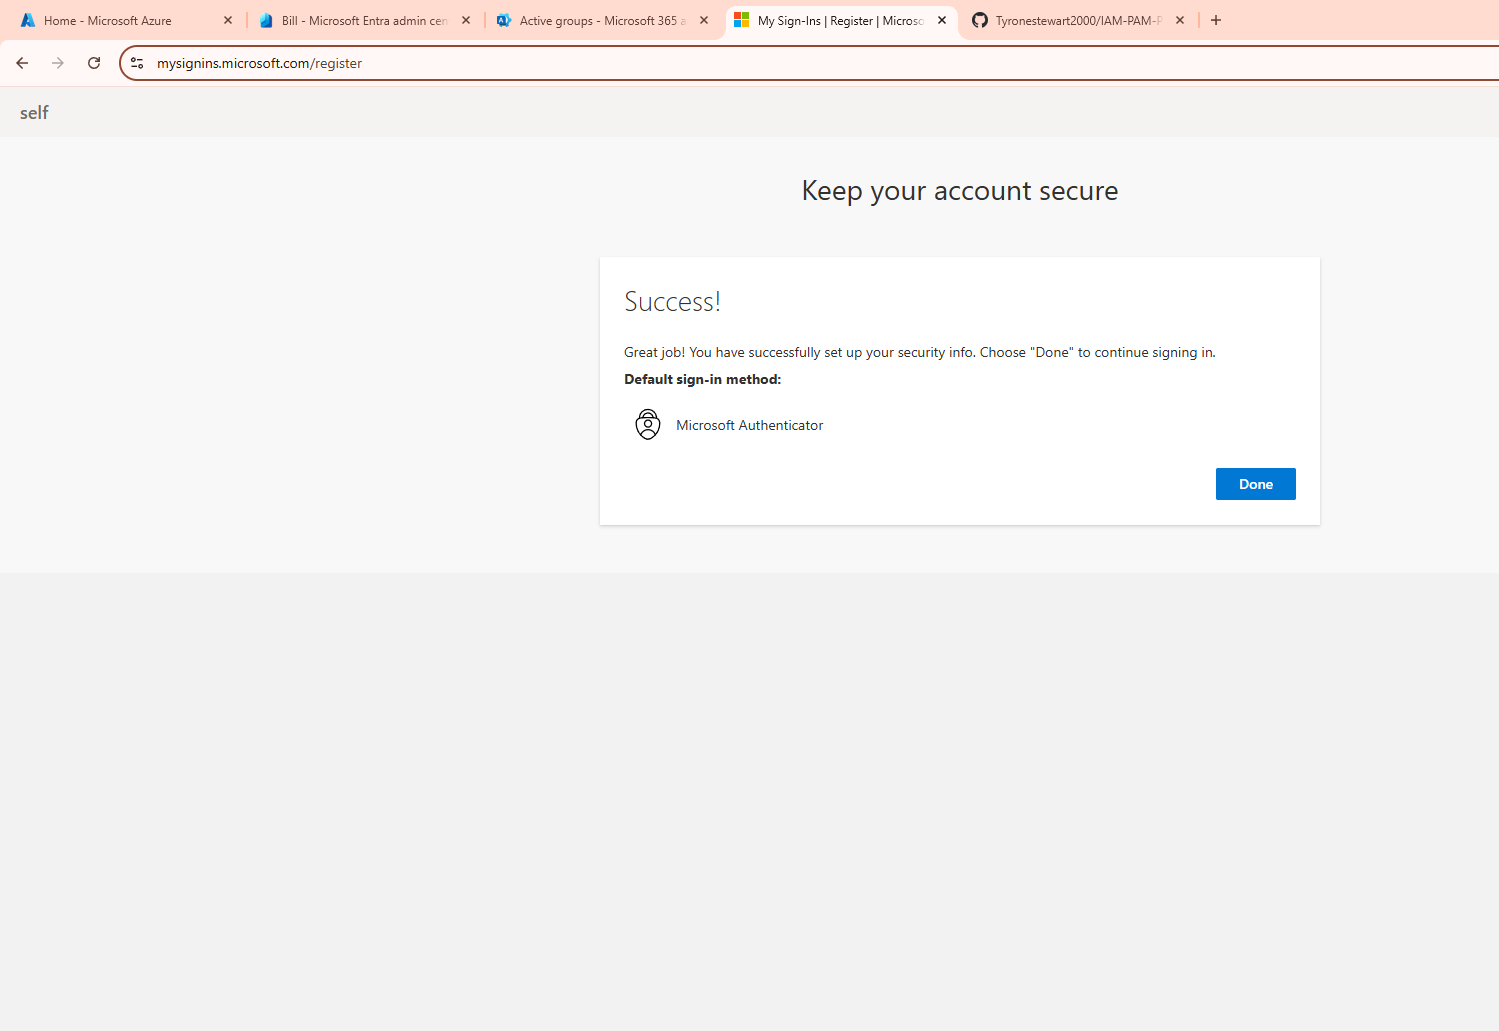 Home - Microsoft Azure
Bill - Microsoft Entra admin cen
Active groups - Microsoft 365 a
My Sign-Ins | Register | Microso
Tyronestewart2000/IAM-PAM-P
mysignins.microsoft.com/register
self
Keep your account secure
Success!
Great job! You have successfully set up your security info. Choose "Done" to continue signing in.
Default sign-in method:
Microsoft Authenticator
Done